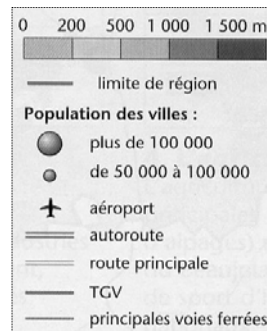 0 200 500 1 000 1 500 m
limite de région
Population des villes :
plus de 100 000
de 50 000 à 100 000
aéroport
autoroute
route principale
TGV
principales voies ferrées